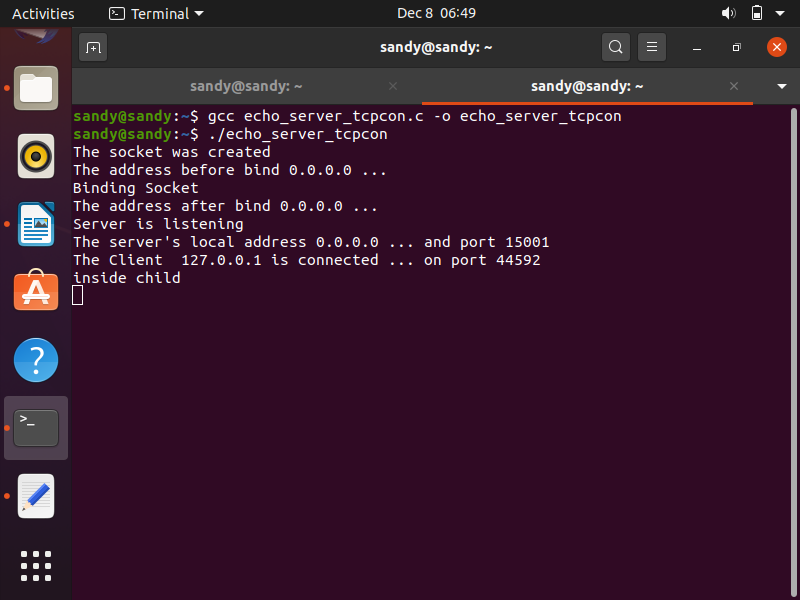 Activities
Terminal
Dec 8 06:49
sandy@sandy: ~
sandy@sandy: ~
sandy@sandy: ~
sandy@sandy:~$ gcc echo_server_tcpcon.c -o echo_server_tcpcon
sandy@sandy:~$ ./echo_server_tcpcon
The socket was created
The address before bind 0.0.0.0 ...
Binding Socket
The address after bind 0.0.0.0 ...
Server is listening
The server's local address 0.0.0.0 ... and port 15001
The Client  127.0.0.1 is connected ... on port 44592
inside child